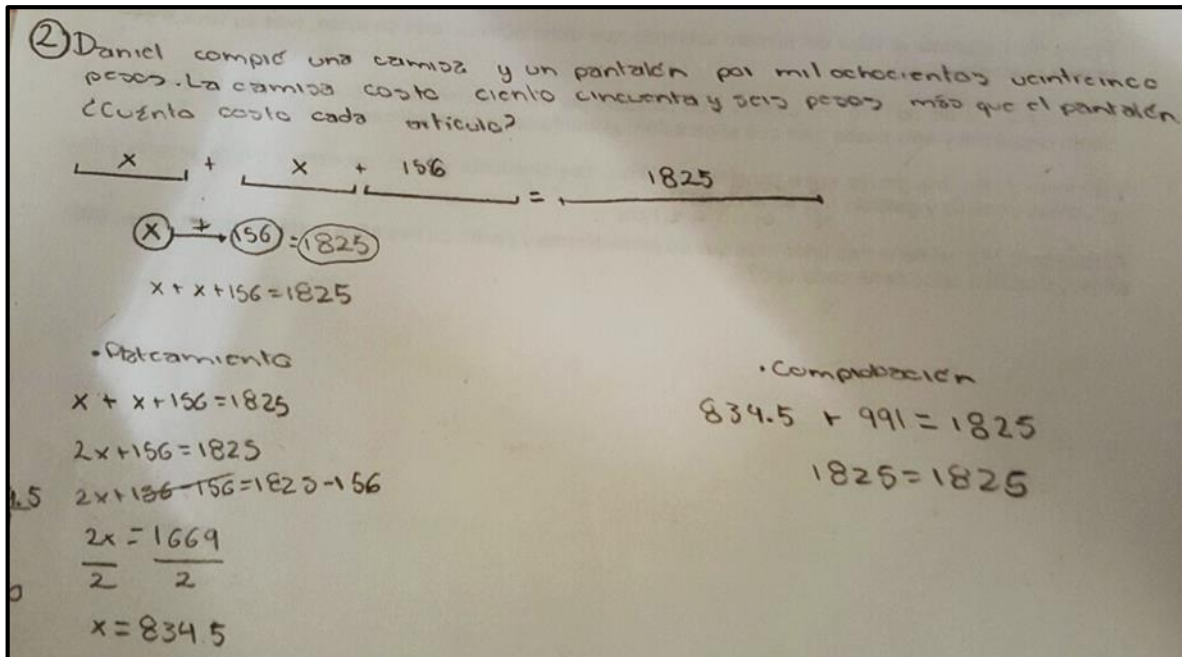 ② Daniel compró una camisa y un pantalón por mil ochocientos veinticinco
pesos. La camisa costo ciento cincuenta y seis pesos más que el pantalón
¿Cuánto costo cada artículo?
x + x + 156 = 1825
x + 156 = 1825
x + x + 156 = 1825
• Planteamiento
x + x + 156 = 1825
2x + 156 = 1825
2x + 156 - 156 = 1825 - 156
2x = 1669
2 2
x = 834.5
• Comprobación
834.5 + 991 = 1825
1825 = 1825